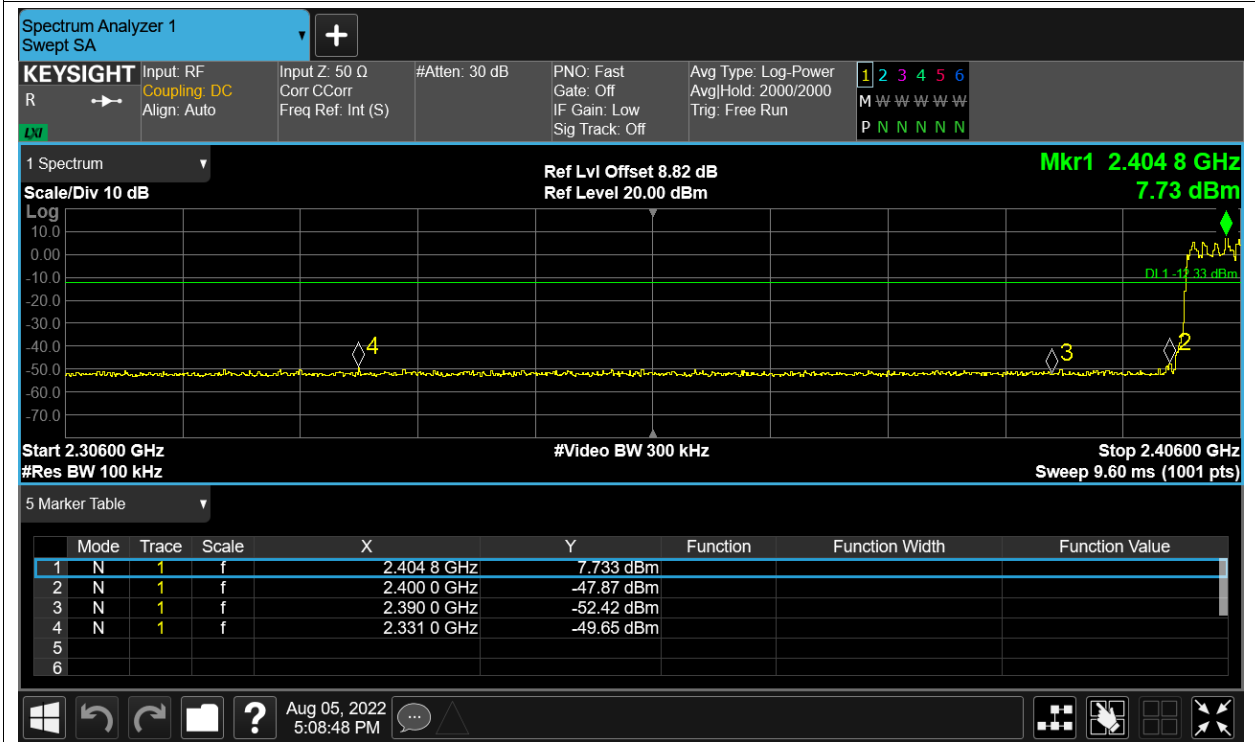 Spectrum Analyzer 1
Swept SA
KEYSIGHT
R
LXI
Input: RF
Coupling: DC
Align: Auto
Input Z: 50 Ω
Corr CCorr
Freq Ref: Int (S)
#Atten: 30 dB
PNO: Fast
Gate: Off
IF Gain: Low
Sig Track: Off
Avg Type: Log-Power
Avg|Hold: 2000/2000
Trig: Free Run
1 2 3 4 5 6
M W W W W W
P N N N N N
1 Spectrum
Scale/Div 10 dB
Ref Lvl Offset 8.82 dB
Ref Level 20.00 dBm
Mkr1 2.404 8 GHz
7.73 dBm
Log
10.0
0.00
-10.0
-20.0
-30.0
-40.0
-50.0
-60.0
-70.0
DL1 -12.33 dBm
4
3
2
Start 2.30600 GHz
#Res BW 100 kHz
#Video BW 300 kHz
Stop 2.40600 GHz
Sweep 9.60 ms (1001 pts)
5 Marker Table
Mode Trace Scale X Y Function Function Width Function Value
1 N 1 f 2.404 8 GHz 7.733 dBm
2 N 1 f 2.400 0 GHz -47.87 dBm
3 N 1 f 2.390 0 GHz -52.42 dBm
4 N 1 f 2.331 0 GHz -49.65 dBm
5
6
?
Aug 05, 2022
5:08:48 PM